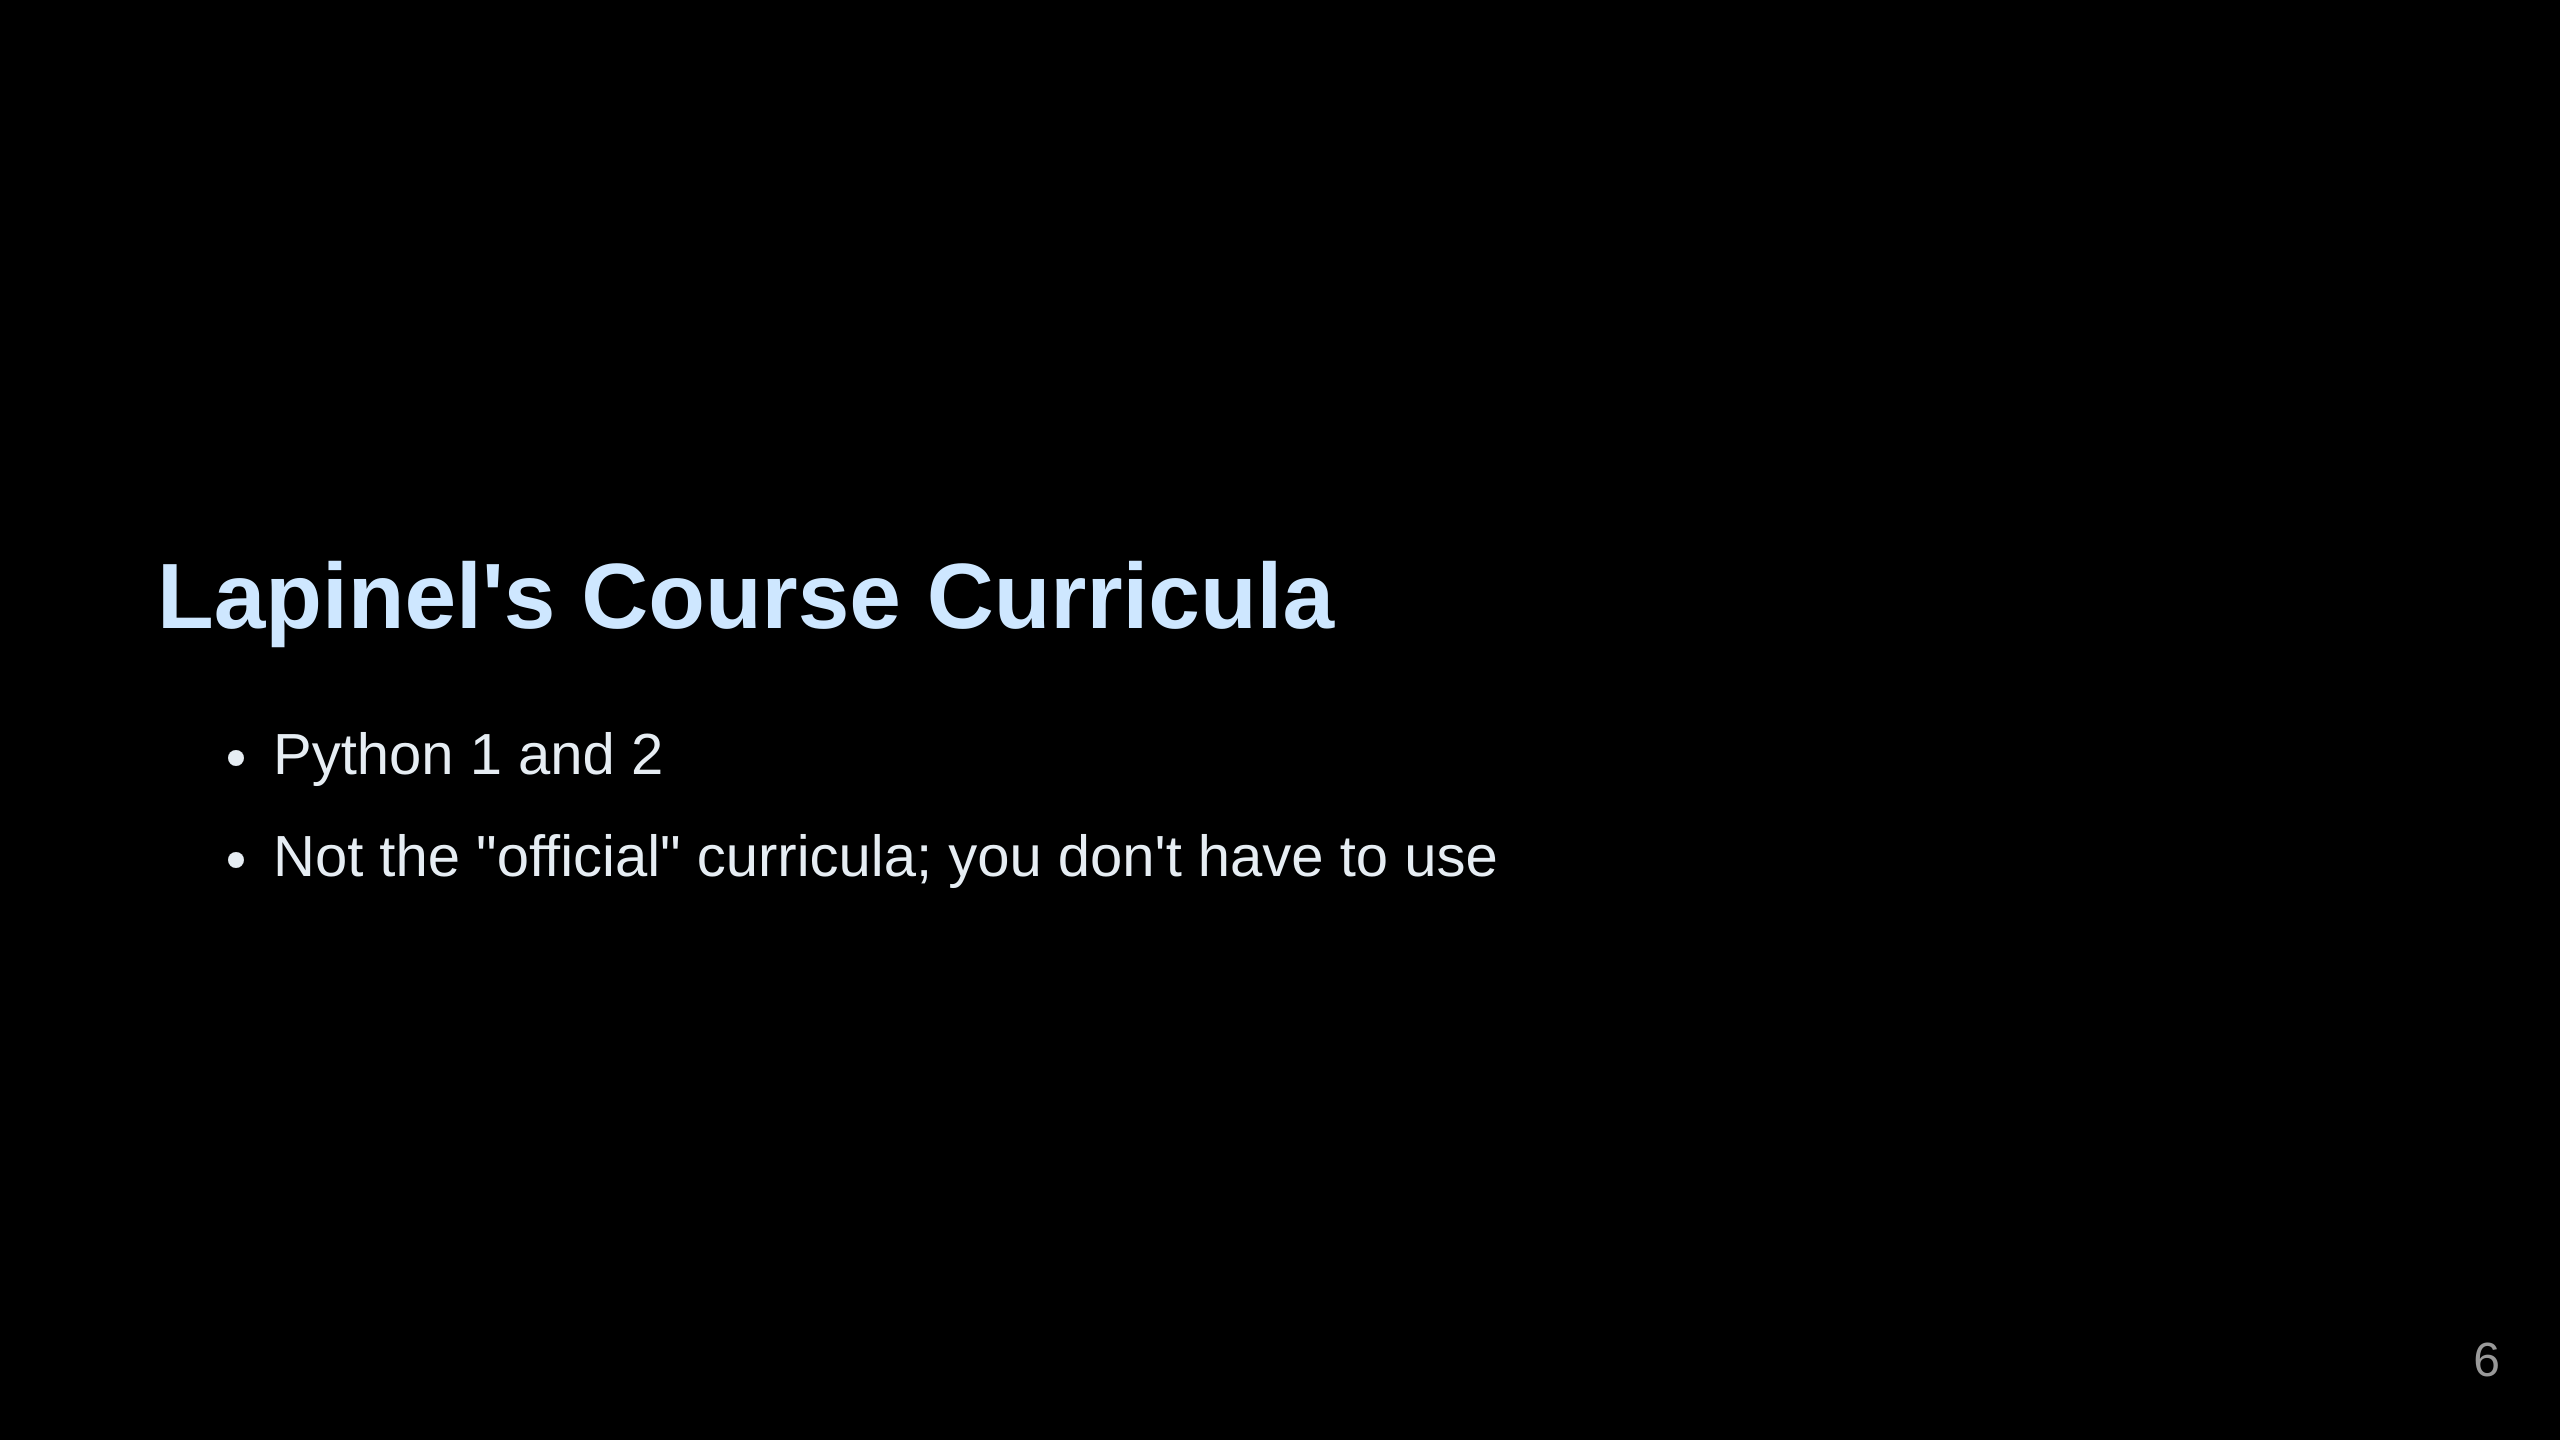 Lapinel's Course Curricula
• Python 1 and 2
• Not the "official" curricula; you don't have to use
6